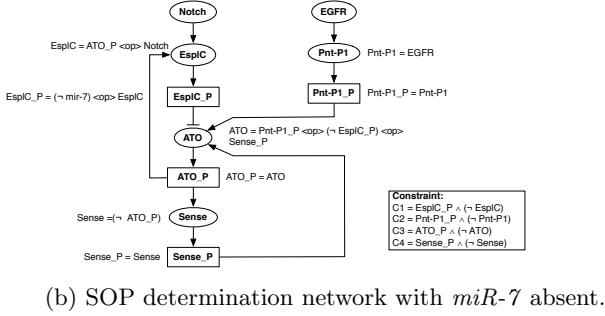 Notch
EGFR
EsplC = ATO_P <op> Notch
EsplC
Pnt-P1
Pnt-P1 = EGFR
EsplC_P = (¬ mir-7) <op> EsplC
EsplC_P
Pnt-P1_P
Pnt-P1_P = Pnt-P1
ATO
ATO = Pnt-P1_P <op> (¬ EsplC_P) <op>
Sense_P
ATO_P
ATO_P = ATO
Sense =(¬ ATO_P)
Sense
Sense_P = Sense
Sense_P
Constraint:
C1 = EsplC_P ∧ (¬ EsplC)
C2 = Pnt-P1_P ∧ (¬ Pnt-P1)
C3 = ATO_P ∧ (¬ ATO)
C4 = Sense_P ∧ (¬ Sense)
(b) SOP determination network with miR-7 absent.